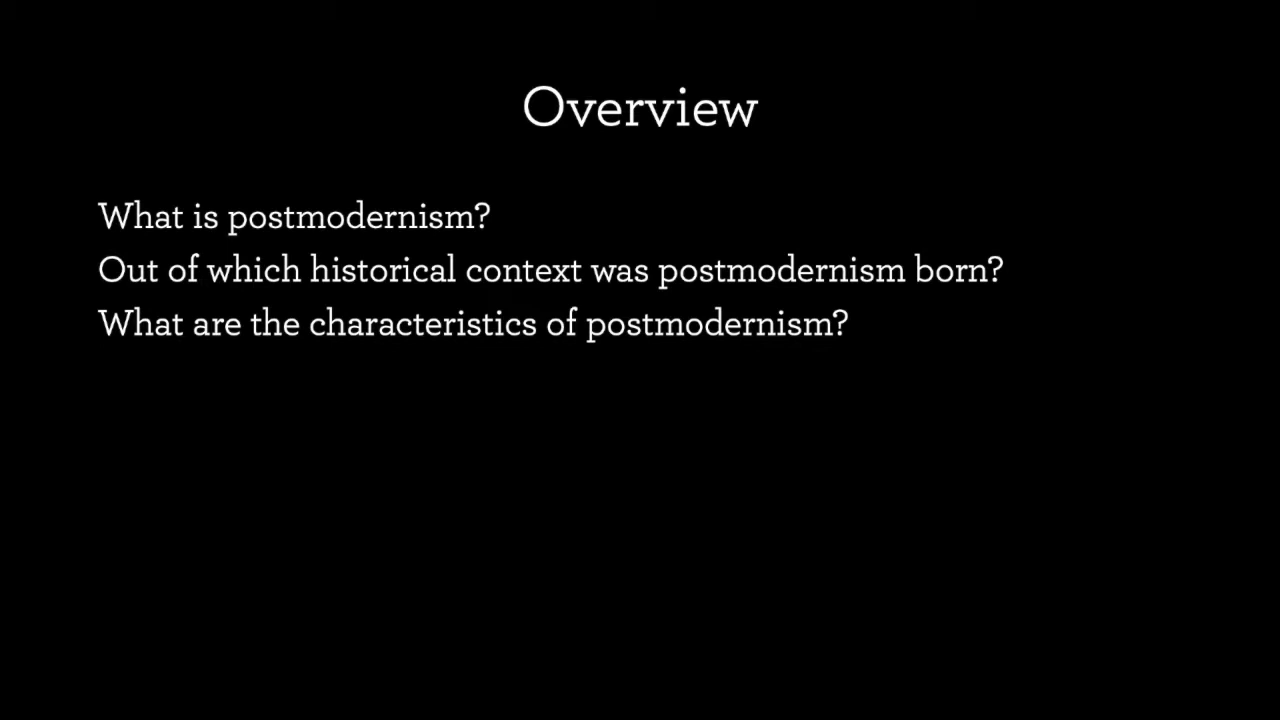 Overview
What is postmodernism?
Out of which historical context was postmodernism born?
What are the characteristics of postmodernism?